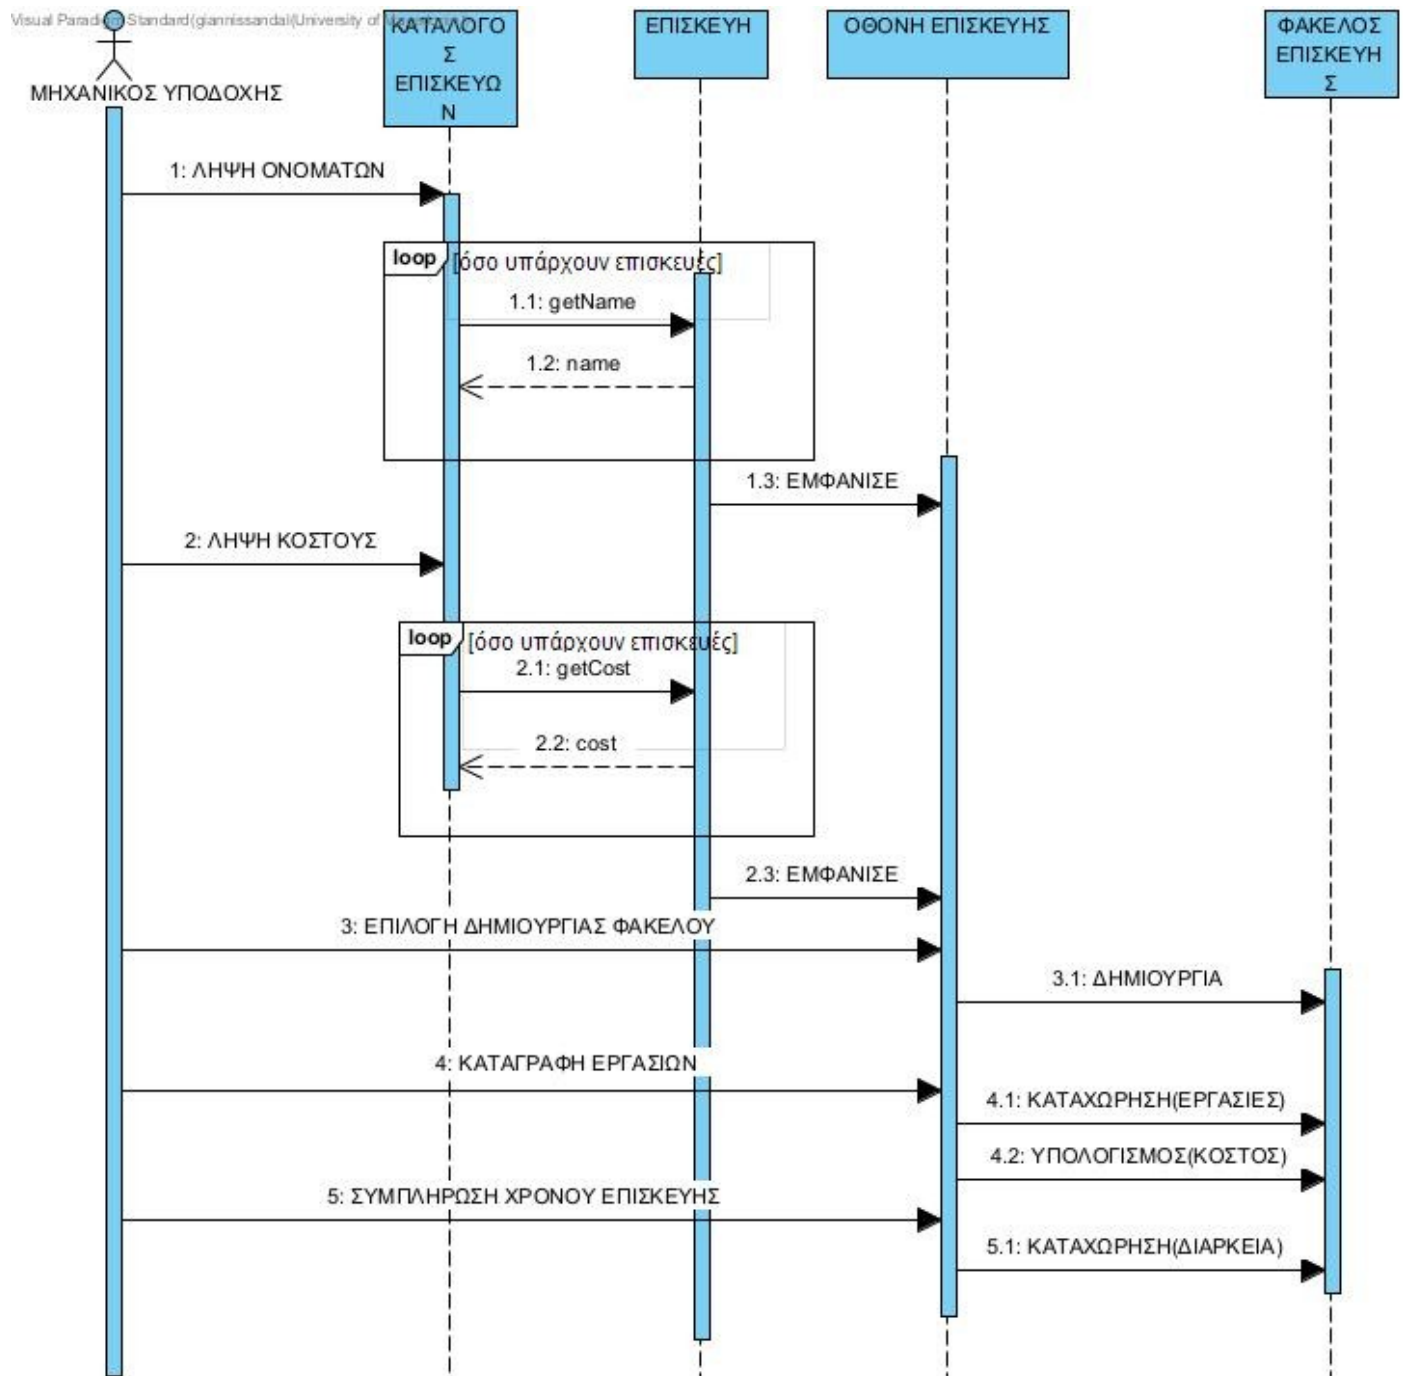 Visual Paradigm Standard(giannissandal(University of
ΜΗΧΑΝΙΚΟΣ ΥΠΟΔΟΧΗΣ
ΚΑΤΑΛΟΓΟ
Σ
ΕΠΙΣΚΕΥΩ
Ν
ΕΠΙΣΚΕΥΗ
ΟΘΟΝΗ ΕΠΙΣΚΕΥΗΣ
ΦΑΚΕΛΟΣ
ΕΠΙΣΚΕΥΗ
Σ
1: ΛΗΨΗ ΟΝΟΜΑΤΩΝ
loop [όσο υπάρχουν επισκευές]
1.1: getName
1.2: name
1.3: ΕΜΦΑΝΙΣΕ
2: ΛΗΨΗ ΚΟΣΤΟΥΣ
loop [όσο υπάρχουν επισκευές]
2.1: getCost
2.2: cost
2.3: ΕΜΦΑΝΙΣΕ
3: ΕΠΙΛΟΓΗ ΔΗΜΙΟΥΡΓΙΑΣ ΦΑΚΕΛΟΥ
3.1: ΔΗΜΙΟΥΡΓΙΑ
4: ΚΑΤΑΓΡΑΦΗ ΕΡΓΑΣΙΩΝ
4.1: ΚΑΤΑΧΩΡΗΣΗ(ΕΡΓΑΣΙΕΣ)
4.2: ΥΠΟΛΟΓΙΣΜΟΣ(ΚΟΣΤΟΣ)
5: ΣΥΜΠΛΗΡΩΣΗ ΧΡΟΝΟΥ ΕΠΙΣΚΕΥΗΣ
5.1: ΚΑΤΑΧΩΡΗΣΗ(ΔΙΑΡΚΕΙΑ)